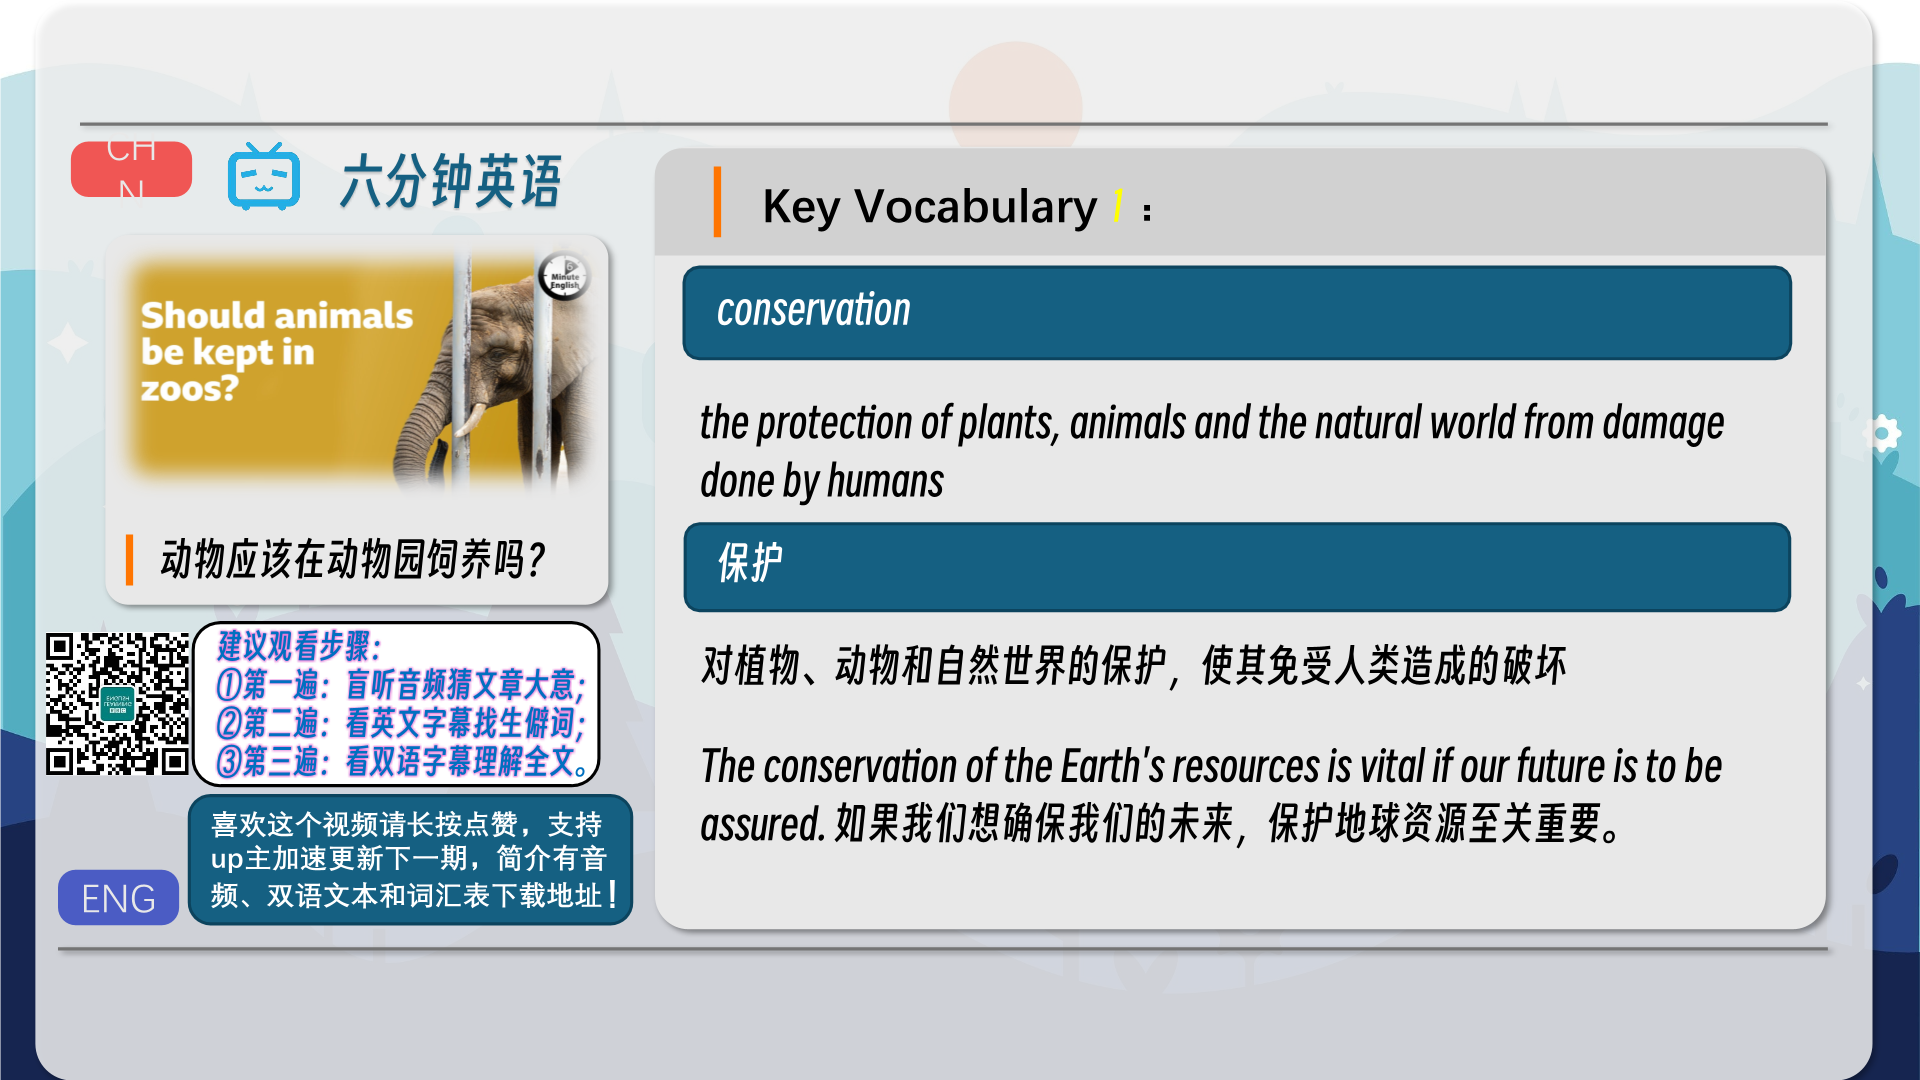 CH
N
六分钟英语
Should animals
be kept in
zoos?
6
Minute
English
动物应该在动物园饲养吗?
建议观看步骤：
①第一遍：盲听音频猜文章大意；
②第二遍：看英文字幕找生僻词；
③第三遍：看双语字幕理解全文。
喜欢这个视频请长按点赞，支持
up主加速更新下一期，简介有音
频、双语文本和词汇表下载地址！
ENG
Key Vocabulary 1 ：
conservation
the protection of plants, animals and the natural world from damage
done by humans
保护
对植物、动物和自然世界的保护，使其免受人类造成的破坏
The conservation of the Earth's resources is vital if our future is to be
assured. 如果我们想确保我们的未来，保护地球资源至关重要。